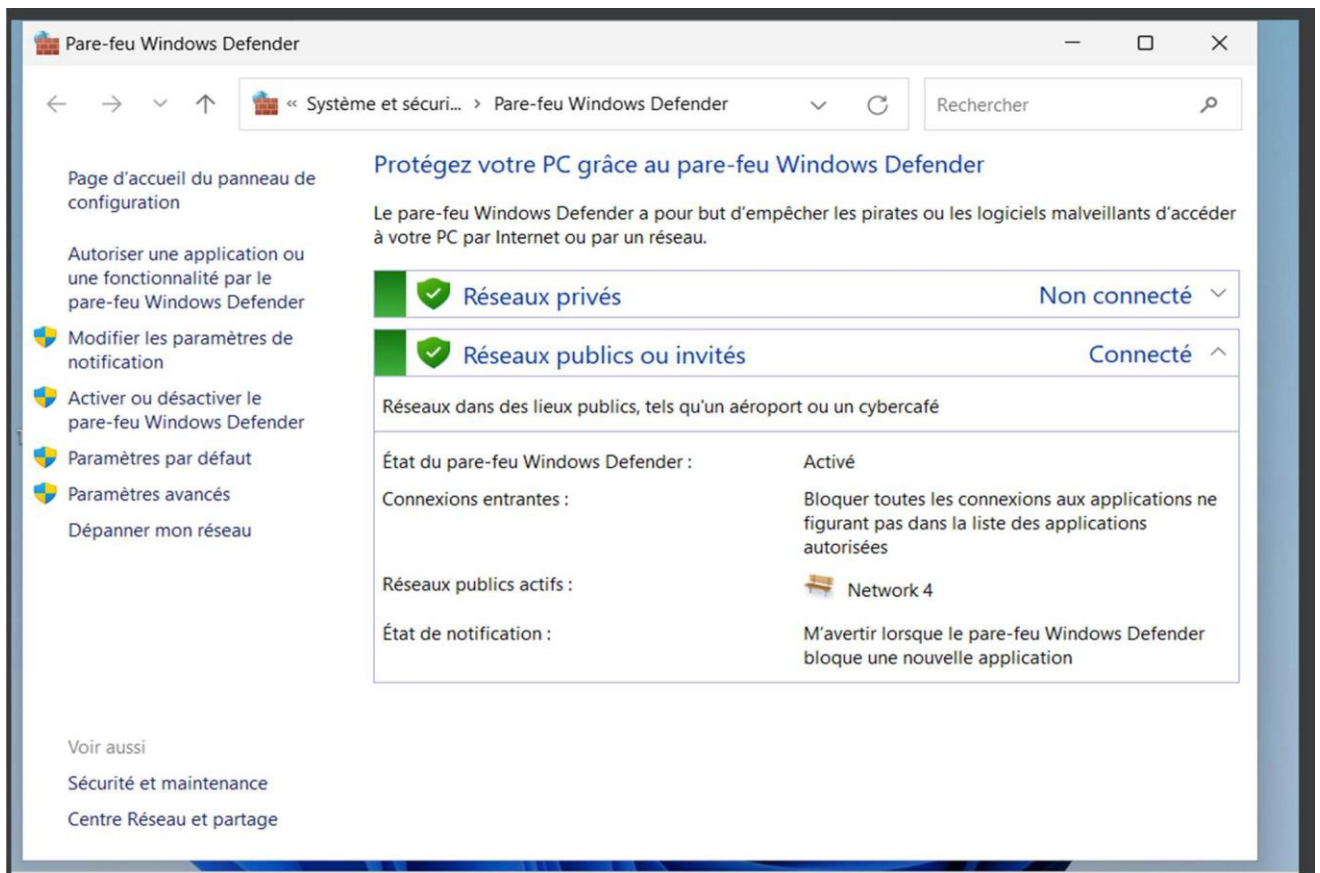 Pare-feu Windows Defender
« Système et sécuri... > Pare-feu Windows Defender
Rechercher
Page d'accueil du panneau de
configuration
Autoriser une application ou
une fonctionnalité par le
pare-feu Windows Defender
Modifier les paramètres de
notification
Activer ou désactiver le
pare-feu Windows Defender
Paramètres par défaut
Paramètres avancés
Dépanner mon réseau
Voir aussi
Sécurité et maintenance
Centre Réseau et partage
Protégez votre PC grâce au pare-feu Windows Defender
Le pare-feu Windows Defender a pour but d'empêcher les pirates ou les logiciels malveillants d'accéder
à votre PC par Internet ou par un réseau.
Réseaux privés
Non connecté
Réseaux publics ou invités
Connecté
Réseaux dans des lieux publics, tels qu'un aéroport ou un cybercafé
État du pare-feu Windows Defender :
Activé
Connexions entrantes :
Bloquer toutes les connexions aux applications ne
figurant pas dans la liste des applications
autorisées
Réseaux publics actifs :
Network 4
État de notification :
M'avertir lorsque le pare-feu Windows Defender
bloque une nouvelle application